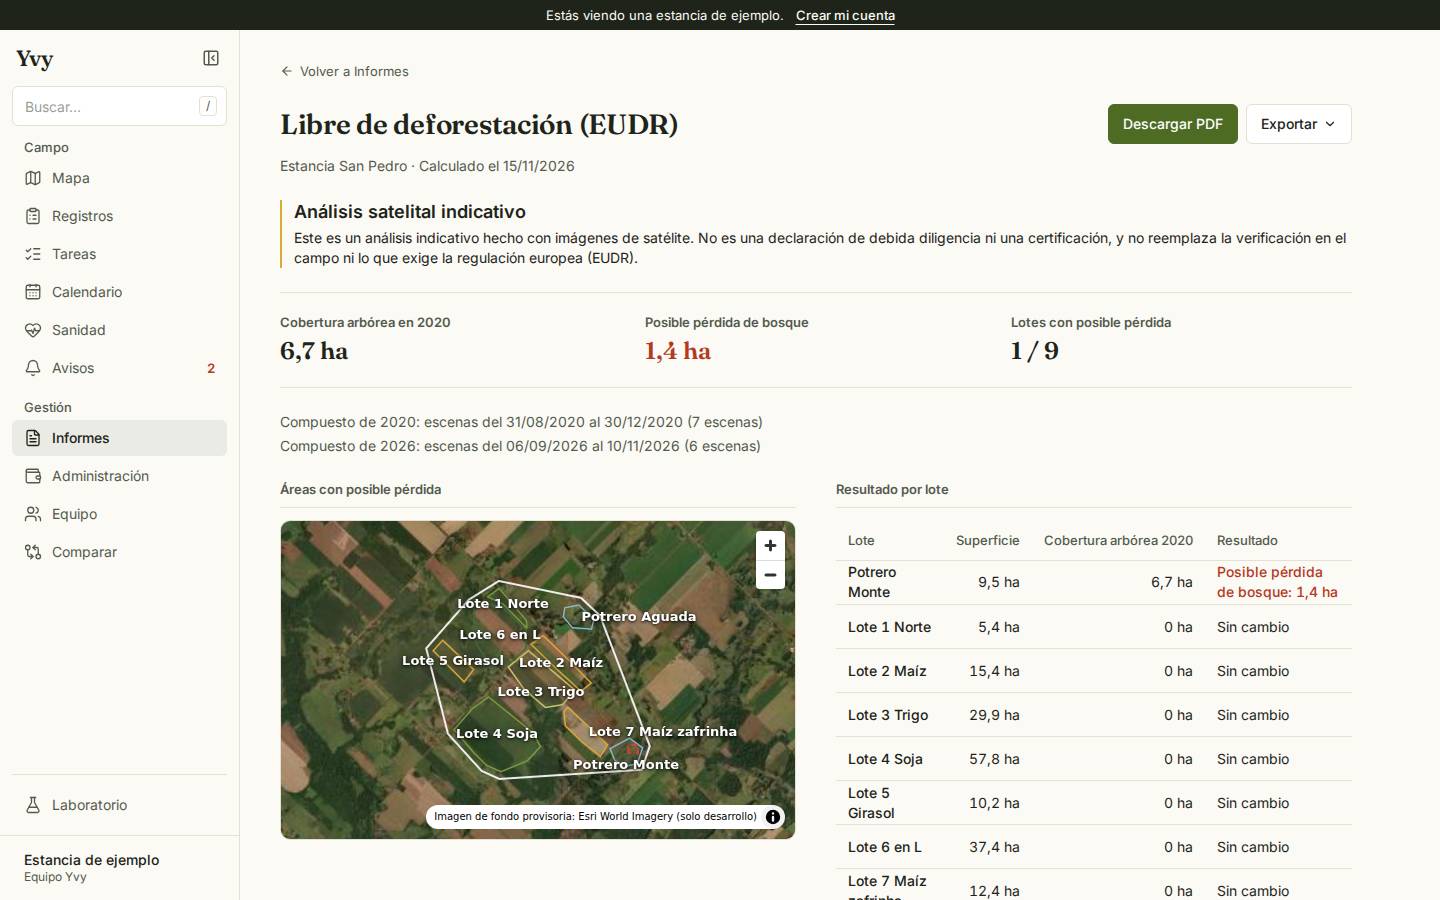 Estás viendo una estancia de ejemplo. Crear mi cuenta
Yvy
Buscar... /
Campo
Mapa
Registros
Tareas
Calendario
Sanidad
Avisos 2
Gestión
Informes
Administración
Equipo
Comparar
Laboratorio
Estancia de ejemplo
Equipo Yvy
Volver a Informes
Libre de deforestación (EUDR)
Descargar PDF
Exportar
Estancia San Pedro · Calculado el 15/11/2026
Análisis satelital indicativo
Este es un análisis indicativo hecho con imágenes de satélite. No es una declaración de debida diligencia ni una certificación, y no reemplaza la verificación en el
campo ni lo que exige la regulación europea (EUDR).
Cobertura arbórea en 2020
6,7 ha
Posible pérdida de bosque
1,4 ha
Lotes con posible pérdida
1 / 9
Compuesto de 2020: escenas del 31/08/2020 al 30/12/2020 (7 escenas)
Compuesto de 2026: escenas del 06/09/2026 al 10/11/2026 (6 escenas)
Áreas con posible pérdida
Lote 1 Norte
Potrero Aguada
Lote 6 en L
Lote 5 Girasol
Lote 2 Maíz
Lote 3 Trigo
Lote 4 Soja
Lote 7 Maíz zafrinha
Potrero Monte
+
−
Imagen de fondo provisoria: Esri World Imagery (solo desarrollo)
Resultado por lote
Lote Superficie Cobertura arbórea 2020 Resultado
Potrero Monte 9,5 ha 6,7 ha Posible pérdida de bosque: 1,4 ha
Lote 1 Norte 5,4 ha 0 ha Sin cambio
Lote 2 Maíz 15,4 ha 0 ha Sin cambio
Lote 3 Trigo 29,9 ha 0 ha Sin cambio
Lote 4 Soja 57,8 ha 0 ha Sin cambio
Lote 5 Girasol 10,2 ha 0 ha Sin cambio
Lote 6 en L 37,4 ha 0 ha Sin cambio
Lote 7 Maíz zafrinha 12,4 ha 0 ha Sin cambio